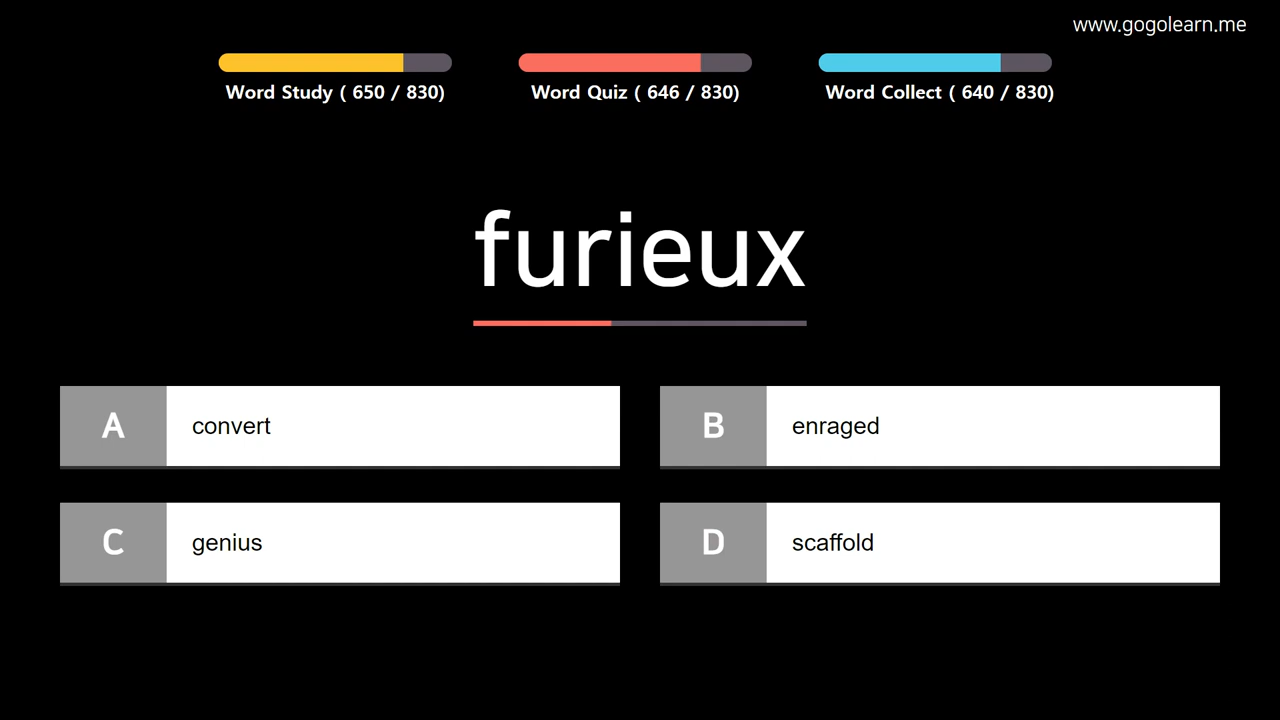 www.gogolearn.me
Word Study ( 650 / 830)
Word Quiz ( 646 / 830)
Word Collect ( 640 / 830)
furieux
A convert
B enraged
C genius
D scaffold